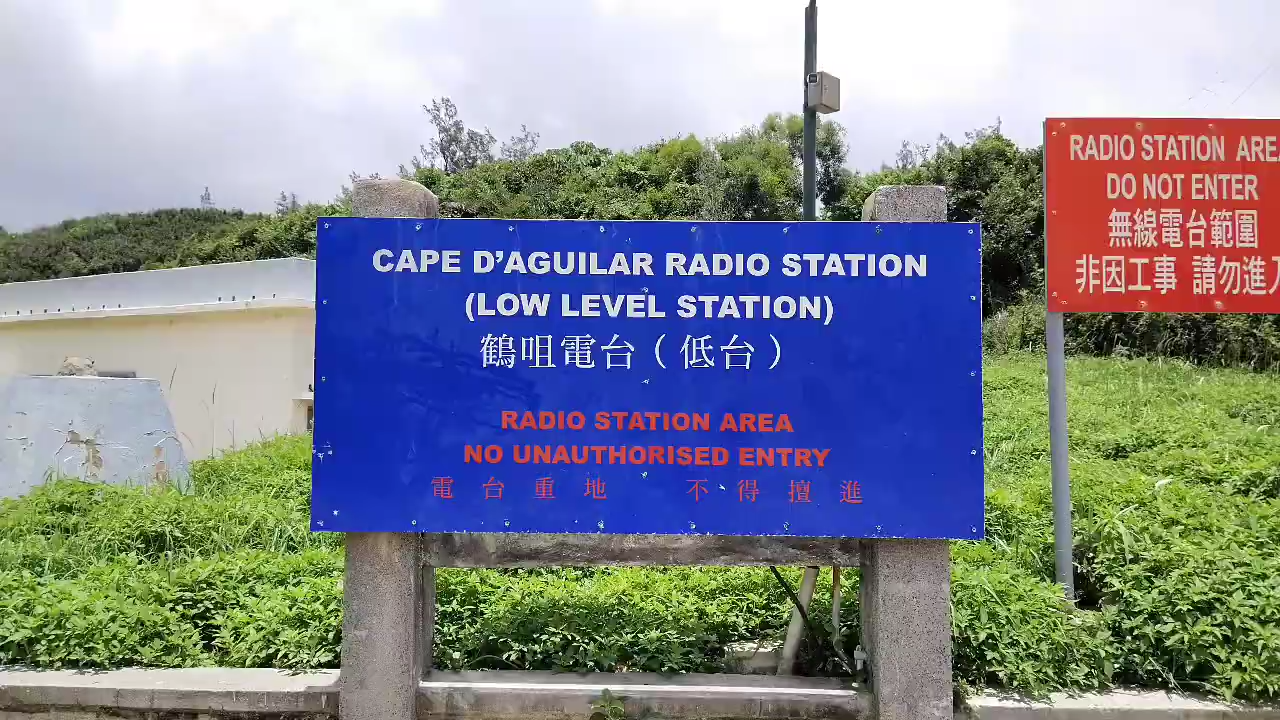 CAPE D'AGUILAR RADIO STATION
(LOW LEVEL STATION)
鶴咀電台(低台)
RADIO STATION AREA
NO UNAUTHORISED ENTRY
電台重地 不得擅進
RADIO STATION AREA
DO NOT ENTER
無線電台範圍
非因工事 請勿進入